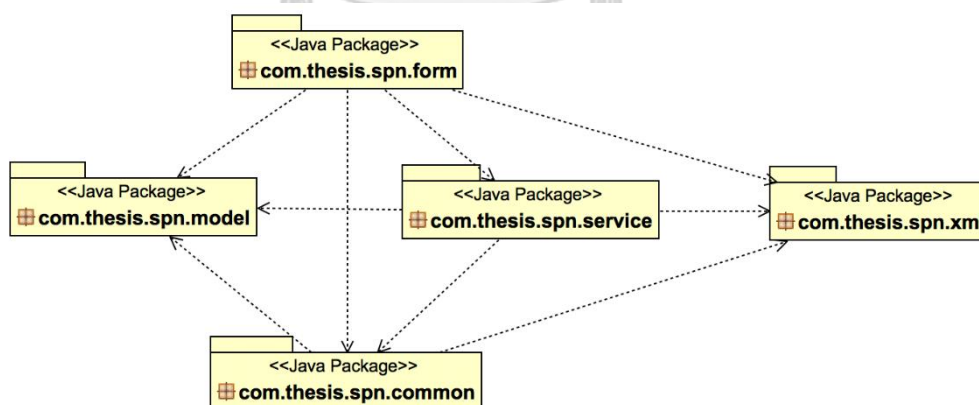 <<Java Package>>
com.thesis.spn.form
<<Java Package>>
com.thesis.spn.model
<<Java Package>>
com.thesis.spn.service
<<Java Package>>
com.thesis.spn.xm
<<Java Package>>
com.thesis.spn.common